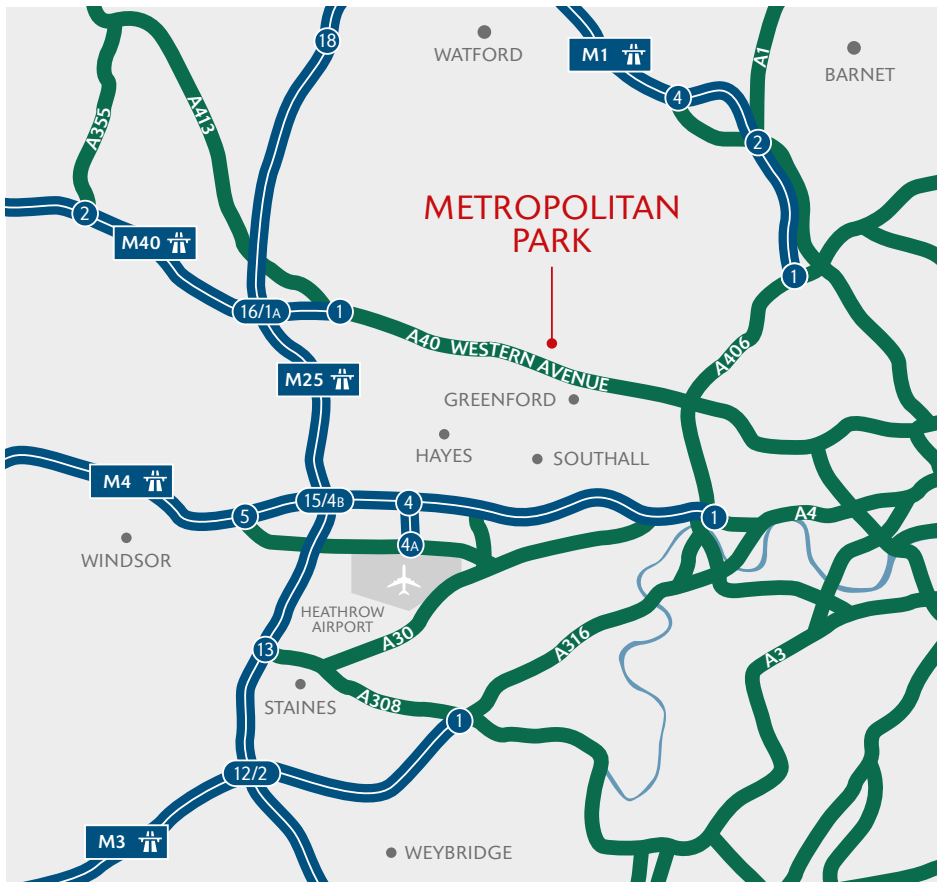 18
WATFORD
M1
A1
BARNET
4
A355
A413
2
2
METROPOLITAN
PARK
M40
1
16/1A
1
A40 WESTERN AVENUE
A406
M25
GREENFORD
HAYES
SOUTHALL
M4
15/4B
4
5
1
A4
4A
WINDSOR
HEATHROW
AIRPORT
A30
A316
13
A3
STAINES
A308
1
12/2
M3
WEYBRIDGE